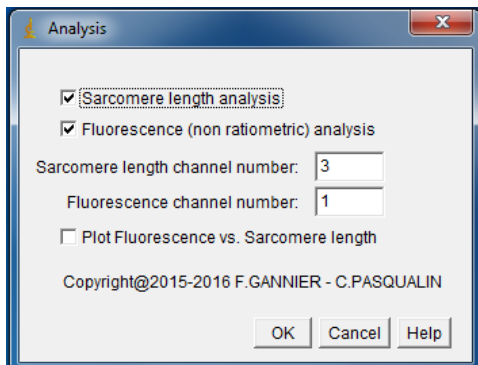 Analysis
Sarcomere length analysis
Fluorescence (non ratiometric) analysis
Sarcomere length channel number: 3
Fluorescence channel number: 1
Plot Fluorescence vs. Sarcomere length
Copyright@2015-2016 F.GANNIER - C.PASQUALIN
OK Cancel Help